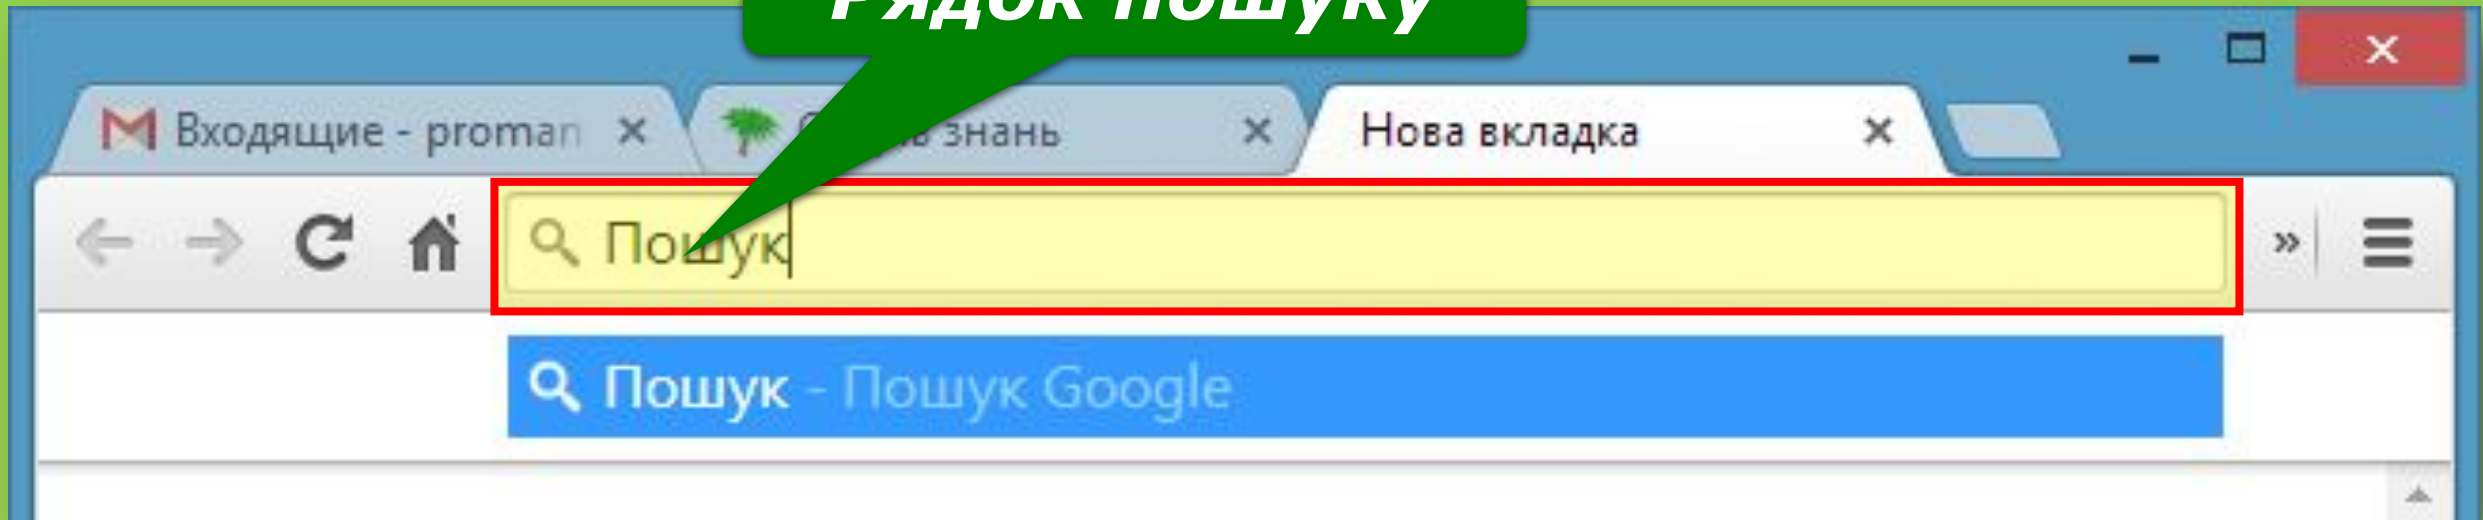 Рядок пошуку
Входящие - proman
знань
Нова вкладка
Пошук
Пошук - Пошук Google